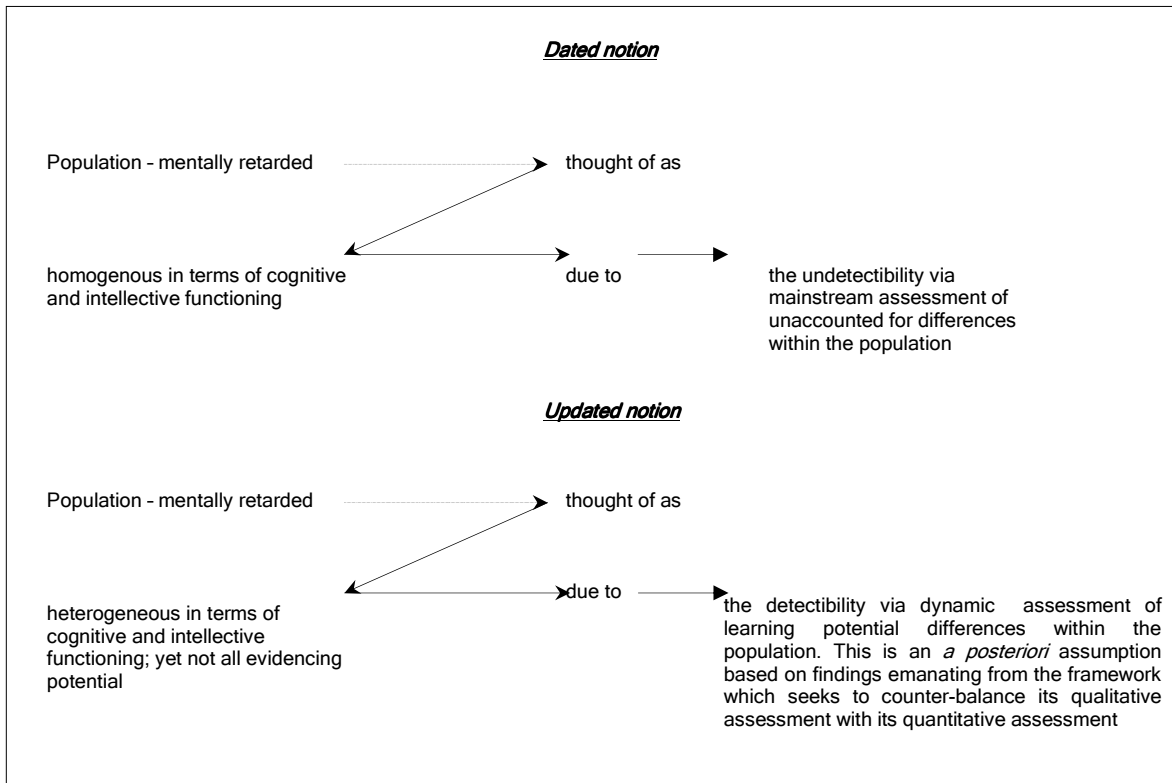 Dated notion
Population - mentally retarded
thought of as
homogenous in terms of cognitive
and intellective functioning
due to
the undetectibility via
mainstream assessment of
unaccounted for differences
within the population
Updated notion
Population - mentally retarded
thought of as
heterogeneous in terms of
cognitive and intellective
functioning; yet not all evidencing
potential
due to
the detectibility via dynamic assessment of
learning potential differences within the
population. This is an a posteriori assumption
based on findings emanating from the framework
which seeks to counter-balance its qualitative
assessment with its quantitative assessment